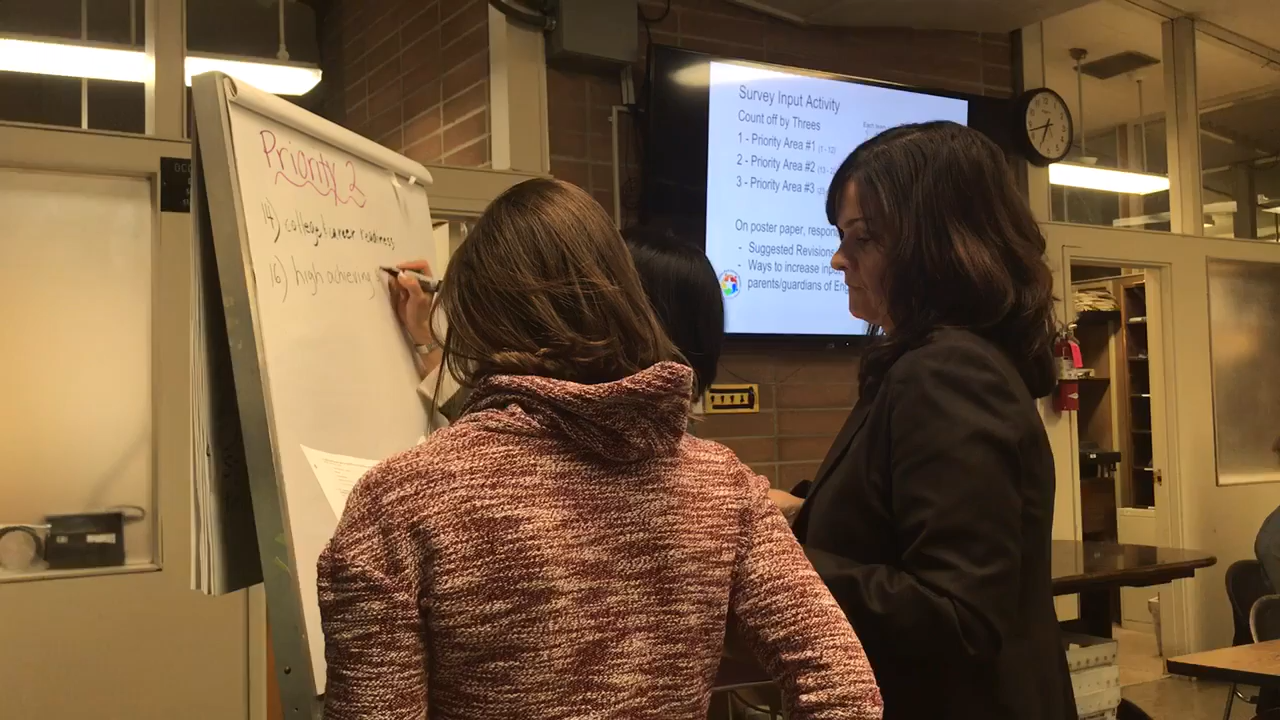 Priority 2
14) college & career readiness
16) high achieving
Survey Input Activity
Count off by Threes
1 - Priority Area #1
2 - Priority Area #2
3 - Priority Area #3
On poster paper,
- Suggested Revisions
- Ways to increase
parents/guardians of